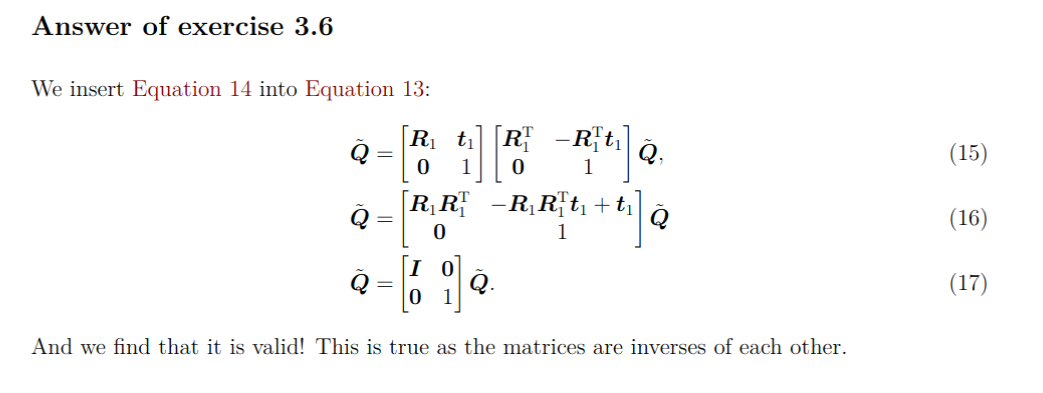 Answer of exercise 3.6
We insert Equation 14 into Equation 13:
$\tilde{\boldsymbol{Q}} = \begin{bmatrix} \boldsymbol{R}_1 & \boldsymbol{t}_1 \\ \boldsymbol{0} & 1 \end{bmatrix} \begin{bmatrix} \boldsymbol{R}_1^{\mathrm{T}} & -\boldsymbol{R}_1^{\mathrm{T}} \boldsymbol{t}_1 \\ \boldsymbol{0} & 1 \end{bmatrix} \tilde{\boldsymbol{Q}},$ (15)
$\tilde{\boldsymbol{Q}} = \begin{bmatrix} \boldsymbol{R}_1 \boldsymbol{R}_1^{\mathrm{T}} & -\boldsymbol{R}_1 \boldsymbol{R}_1^{\mathrm{T}} \boldsymbol{t}_1 + \boldsymbol{t}_1 \\ \boldsymbol{0} & 1 \end{bmatrix} \tilde{\boldsymbol{Q}}$ (16)
$\tilde{\boldsymbol{Q}} = \begin{bmatrix} \boldsymbol{I} & \boldsymbol{0} \\ \boldsymbol{0} & 1 \end{bmatrix} \tilde{\boldsymbol{Q}}.$ (17)
And we find that it is valid! This is true as the matrices are inverses of each other.